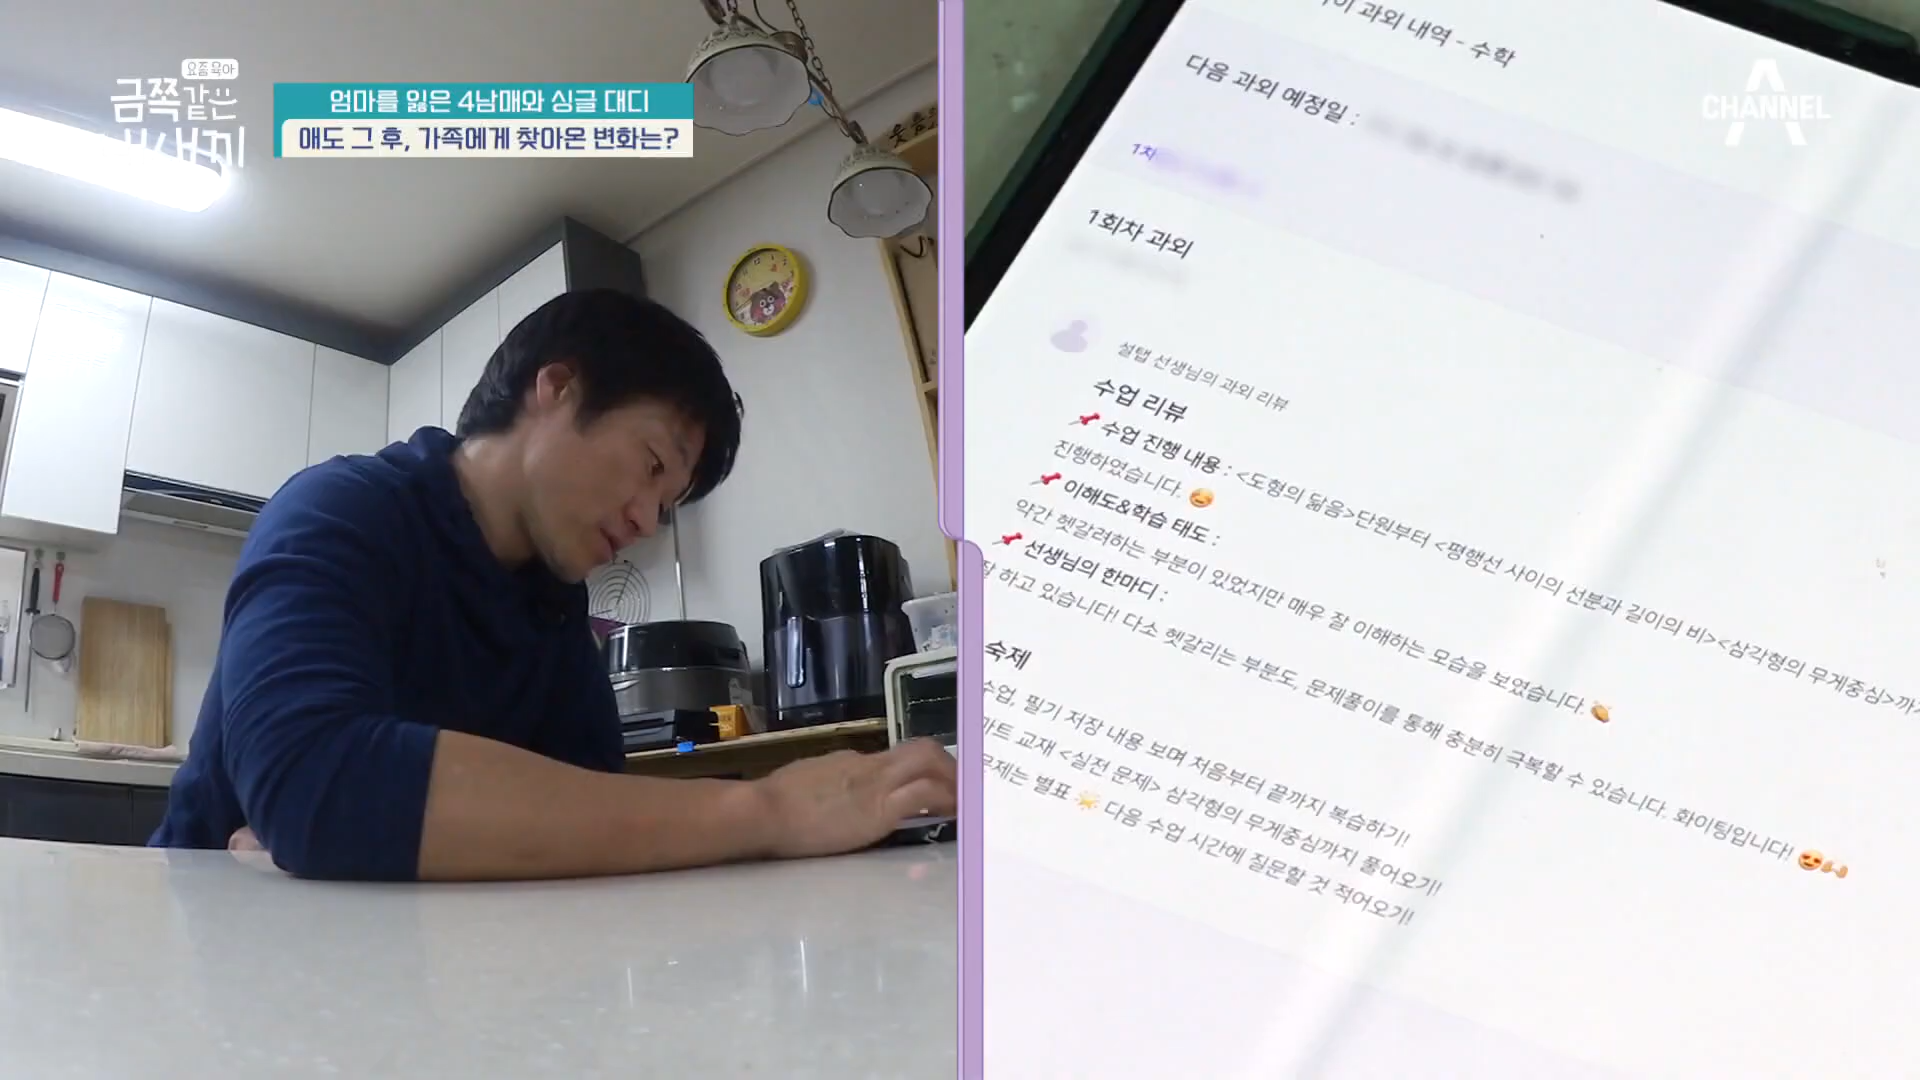 요즘 육아
금쪽같은
내새끼
엄마를 잃은 4남매와 싱글 대디
애도 그 후, 가족에게 찾아온 변화는?
CHANNEL A
과외 내역 - 수학
다음 과외 예정일 :
1차
1회차 과외
설탭 선생님의 과외 리뷰
수업 리뷰
📌 수업 진행 내용 : <도형의 닮음>단원부터 <평행선 사이의 선분과 길이의 비><삼각형의 무게중심>까지
진행하였습니다. 😊
📌 이해도&학습 태도 :
약간 헷갈려하는 부분이 있었지만 매우 잘 이해하는 모습을 보였습니다. 👏
📌 선생님의 한마디 :
잘 하고 있습니다! 다소 헷갈리는 부분도, 문제풀이를 통해 충분히 극복할 수 있습니다. 화이팅입니다! 😍🙌
숙제
수업, 필기 저장 내용 보며 처음부터 끝까지 복습하기!
마트 교재 <실전 문제> 삼각형의 무게중심까지 풀어오기!
문제는 별표 🌟 다음 수업 시간에 질문할 것 적어오기!